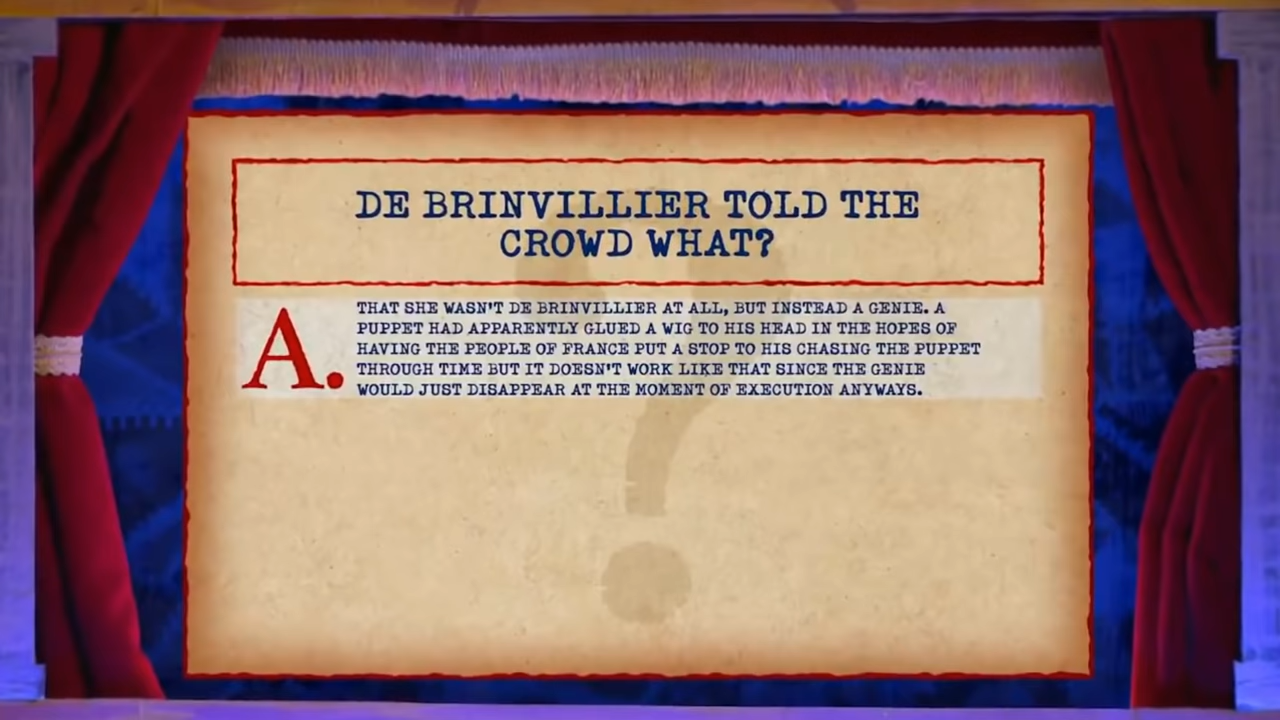 DE BRINVILLIER TOLD THE
CROWD WHAT?
A.
THAT SHE WASN'T DE BRINVILLIER AT ALL, BUT INSTEAD A GENIE. A
PUPPET HAD APPARENTLY GLUED A WIG TO HIS HEAD IN THE HOPES OF
HAVING THE PEOPLE OF FRANCE PUT A STOP TO HIS CHASING THE PUPPET
THROUGH TIME BUT IT DOESN'T WORK LIKE THAT SINCE THE GENIE
WOULD JUST DISAPPEAR AT THE MOMENT OF EXECUTION ANYWAYS.